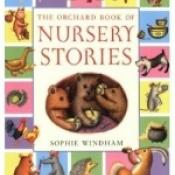 THE ORCHARD BOOK OF
NURSERY
STORIES
SOPHIE WINDHAM